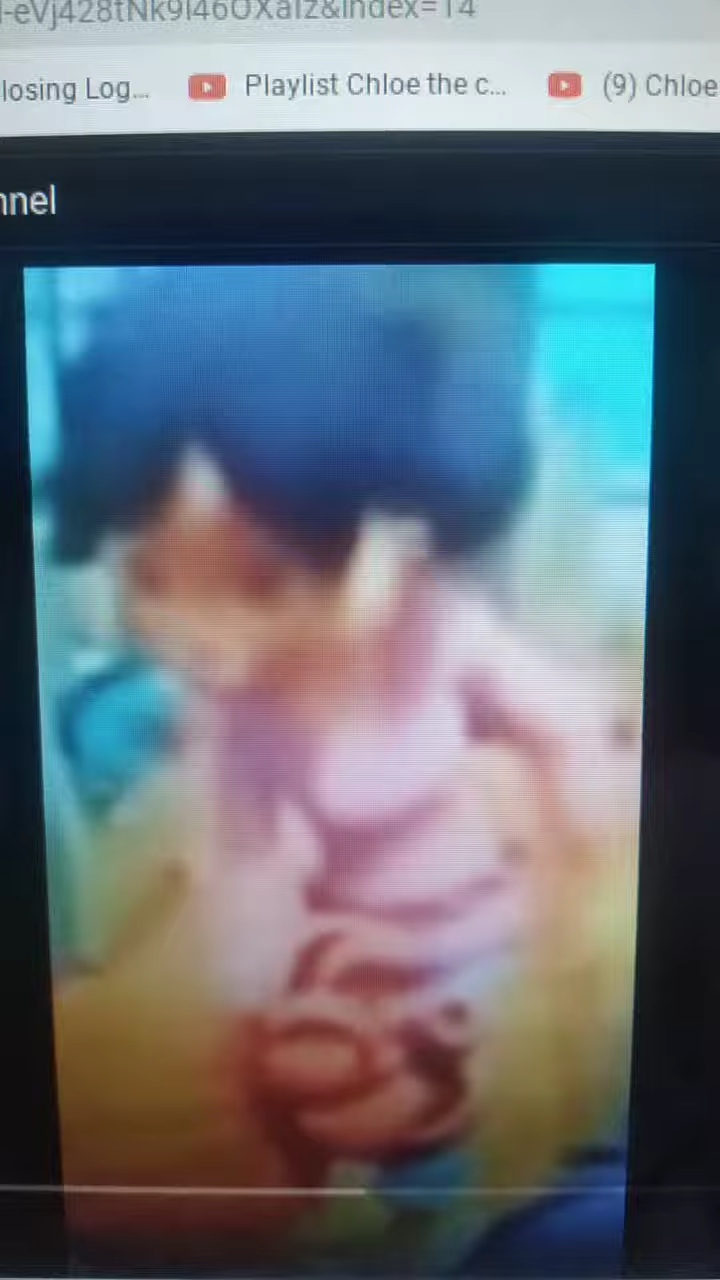 -eVj428tNk9l46OXaIz&index=14
losing Log... Playlist Chloe the c... (9) Chloe
nnel